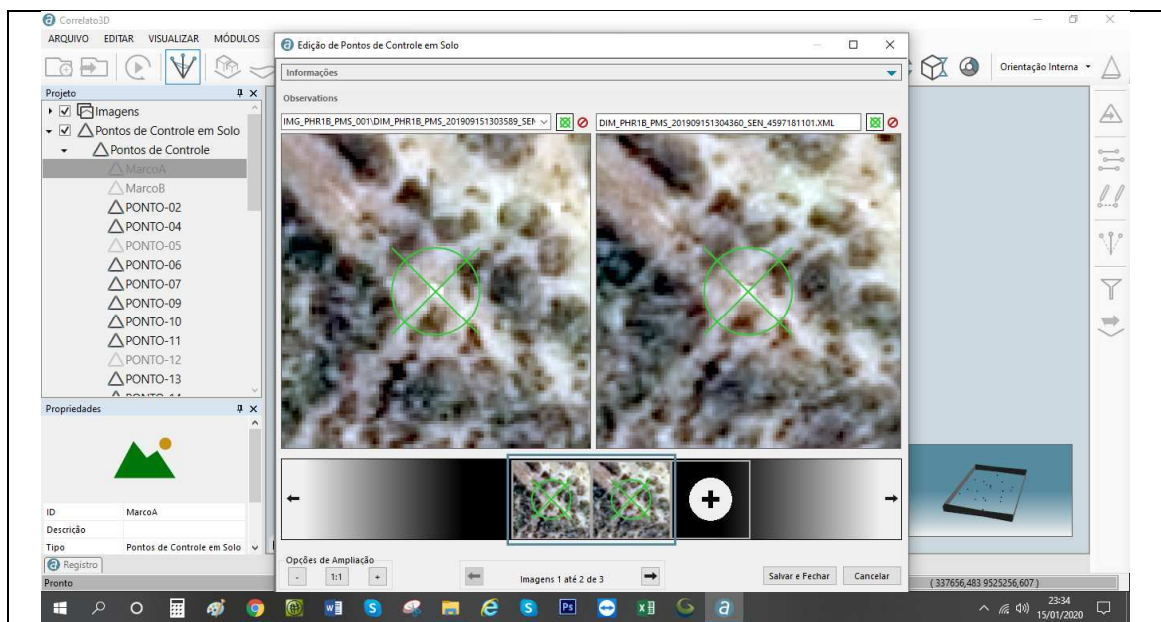 Correlato3D
ARQUIVO EDITAR VISUALIZAR MÓDULOS
Edição de Pontos de Controle em Solo
Informações
Observations
IMG_PHR1B_PMS_001\DIM_PHR1B_PMS_201909151303589_SEN
DIM_PHR1B_PMS_201909151304360_SEN_4597181101.XML
Orientação Interna
Projeto
Imagens
Pontos de Controle em Solo
Pontos de Controle
MarcoA
MarcoB
PONTO-02
PONTO-04
PONTO-05
PONTO-06
PONTO-07
PONTO-09
PONTO-10
PONTO-11
PONTO-12
PONTO-13
Propriedades
ID MarcoA
Descrição
Tipo Pontos de Controle em Solo
Registro
Pronto
Opções de Ampliação
- 1:1 +
Imagens 1 até 2 de 3
Salvar e Fechar Cancelar
( 337656,483 9525256,607 )
23:34
15/01/2020